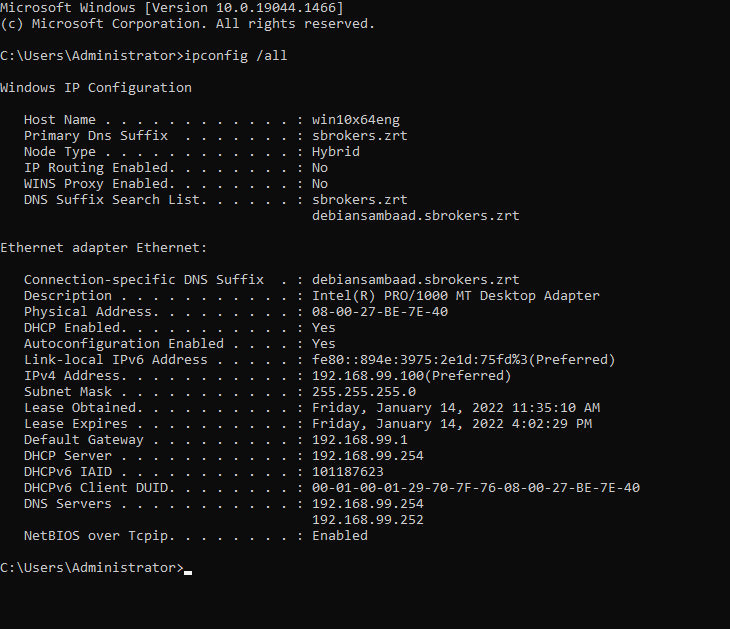 Microsoft Windows [Version 10.0.19044.1466]
(c) Microsoft Corporation. All rights reserved.
C:\Users\Administrator>ipconfig /all
Windows IP Configuration
Host Name . . . . . . . . . . . . : win10x64eng
Primary Dns Suffix  . . . . . . . : sbrokers.zrt
Node Type . . . . . . . . . . . . : Hybrid
IP Routing Enabled. . . . . . . . : No
WINS Proxy Enabled. . . . . . . . : No
DNS Suffix Search List. . . . . . : sbrokers.zrt
debiansambaad.sbrokers.zrt
Ethernet adapter Ethernet:
Connection-specific DNS Suffix  . : debiansambaad.sbrokers.zrt
Description . . . . . . . . . . . : Intel(R) PRO/1000 MT Desktop Adapter
Physical Address. . . . . . . . . : 08-00-27-BE-7E-40
DHCP Enabled. . . . . . . . . . . : Yes
Autoconfiguration Enabled . . . . : Yes
Link-local IPv6 Address . . . . . : fe80::894e:3975:2e1d:75fd%3(Preferred)
IPv4 Address. . . . . . . . . . . : 192.168.99.100(Preferred)
Subnet Mask . . . . . . . . . . . : 255.255.255.0
Lease Obtained. . . . . . . . . . : Friday, January 14, 2022 11:35:10 AM
Lease Expires . . . . . . . . . . : Friday, January 14, 2022 4:02:29 PM
Default Gateway . . . . . . . . . : 192.168.99.1
DHCP Server . . . . . . . . . . . : 192.168.99.254
DHCPv6 IAID . . . . . . . . . . . : 101187623
DHCPv6 Client DUID. . . . . . . . : 00-01-00-01-29-70-7F-76-08-00-27-BE-7E-40
DNS Servers . . . . . . . . . . . : 192.168.99.254
192.168.99.252
NetBIOS over Tcpip. . . . . . . . : Enabled
C:\Users\Administrator>